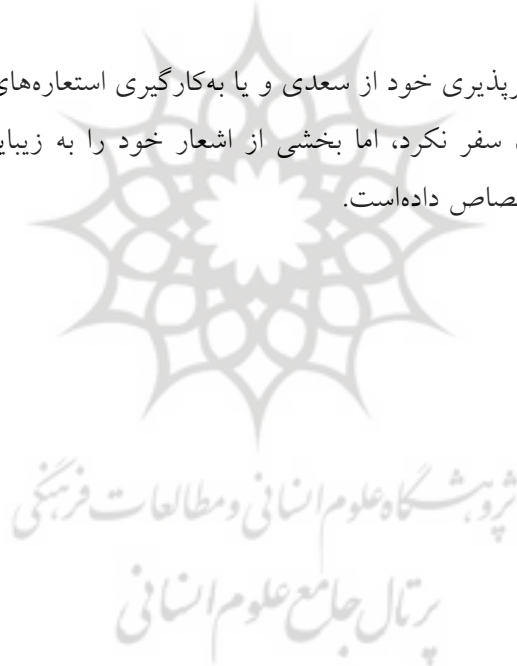 رپذیری خود از سعدی و یا به‌کارگیری استعاره‌های
سفر نکرد، اما بخشی از اشعار خود را به زیبای
صاص داده‌است.
پژوهشگاه علوم انسانی و مطالعات فرهنگی
پرتال جامع علوم انسانی